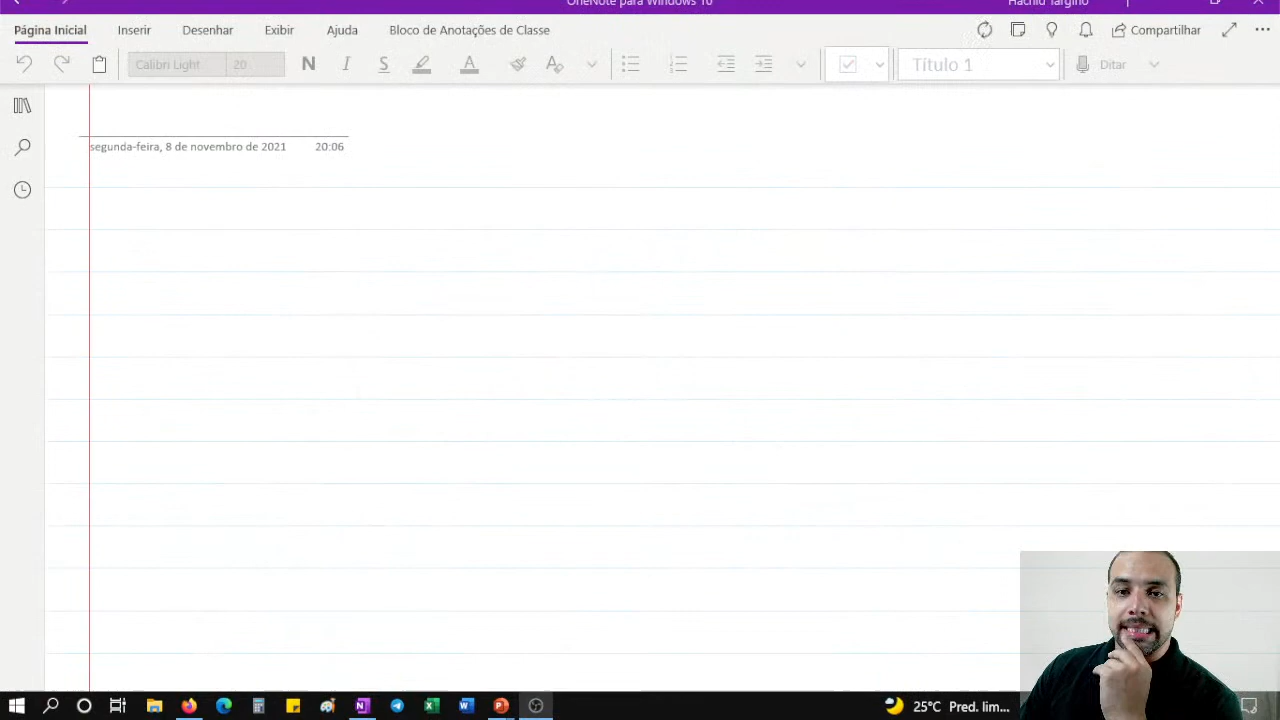 OneNote para Windows 10
Hachid Targino
Página Inicial Inserir Desenhar Exibir Ajuda Bloco de Anotações de Classe Compartilhar
Calibri Light 20 N I S A Título 1 Ditar
segunda-feira, 8 de novembro de 2021 20:06
25°C Pred. lim...